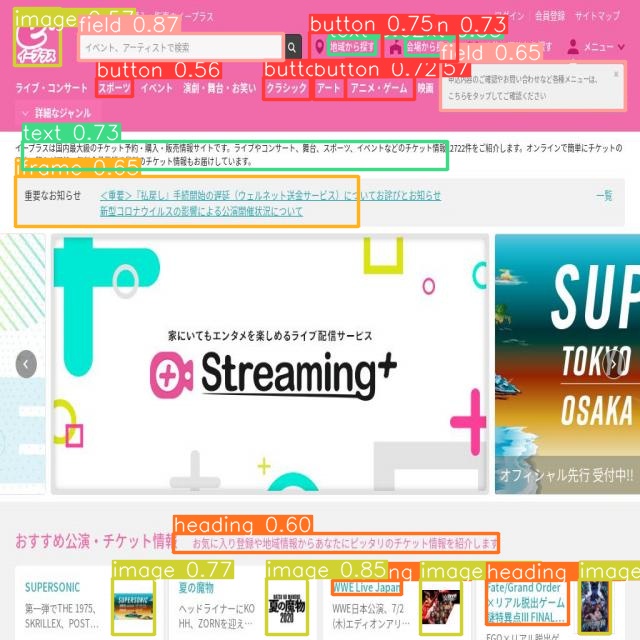 イープラス
ログイン 会員登録 サイトマップ
イベント、アーティストで検索
地域から探す
会場から
メニュー
ライブ・コンサート スポーツ イベント 演劇・舞台・お笑い クラシック アート アニメ・ゲーム 映画
申込内容のご確認やお問い合わせなど各種メニューは、
こちらをタップしてご確認ください
詳細なジャンル
イープラスは国内最大級のチケット予約・購入・販売情報サイトです。ライブやコンサート、舞台、スポーツ、イベントなどのチケット情報2722件をご紹介します。オンラインで簡単にチケットの
のチケット情報もお届けしています。
重要なお知らせ
＜重要＞『払戻し』手続開始の遅延（ウェルネット送金サービス）についてお詫びとお知らせ
新型コロナウイルスの影響による公演開催状況について
一覧
家にいてもエンタメを楽しめるライブ配信サービス
Streaming+
SUP
TOKYO
OSAKA
オフィシャル先行 受付中!!
おすすめ公演・チケット情報
お気に入り登録や地域情報からあなたにピッタリのチケット情報を紹介します
SUPERSONIC
第一弾でTHE 1975、
SKRILLEX、POST…
夏の魔物
ヘッドライナーにKO
HH、ZORNを迎え…
夏の魔物
2020
WWE Live Japan
WWE日本公演、7/2
(木)エディオンアリ…
Fate/Grand Order
×リアル脱出ゲーム
謎特異点III FINAL…
FGO×リアル脱出ゲ
image 0.57
field 0.87
button 0.75
n 0.73
field 0.65
button 0.56
button 0.72
57
text 0.73
iframe 0.65
heading 0.60
image 0.77
image 0.85
ng
image
heading
image